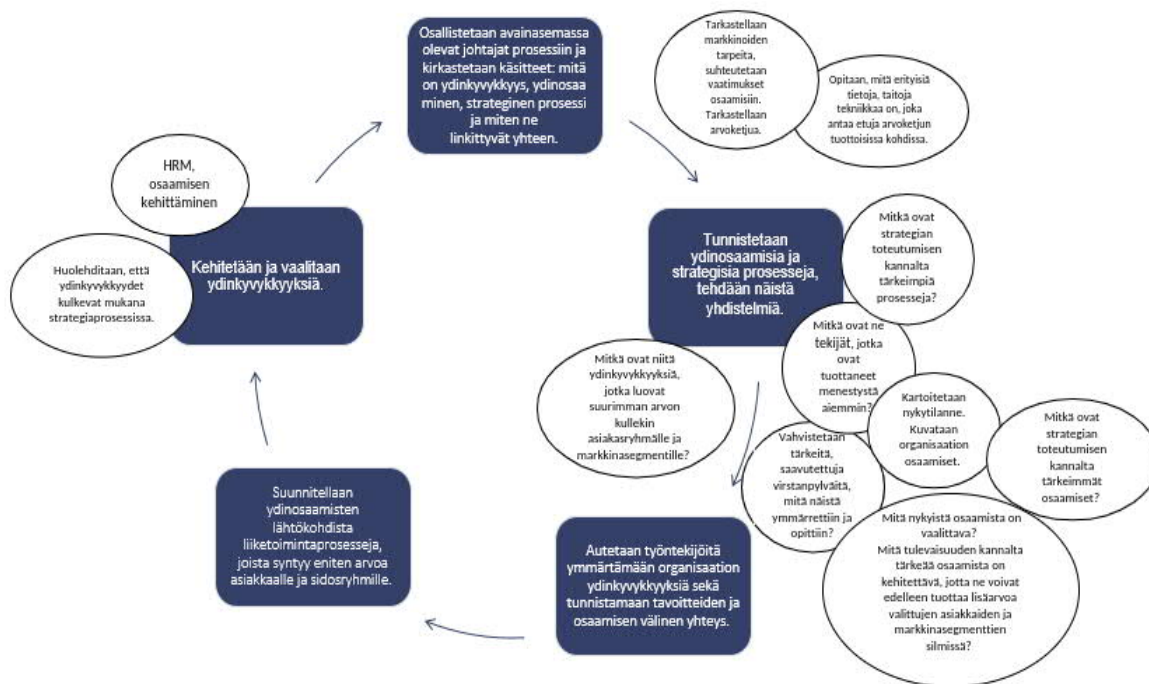 Osallistetaan avainasemassa
olevat johtajat prosessiin ja
kirkastetaan käsitteet: mitä
on ydinkyvykkyys, ydinosaa
minen, strateginen prosessi
ja miten ne
linkittyvät yhteen.
Tarkastellaan
markkinoiden
tarpeita,
suhteutetaan
vaatimukset
osaamisiin.
Tarkastellaan
arvoketjua.
Opitaan, mitä erityisiä
tietoja, taitoja
tekniikkaa on, joka
antaa etuja arvoketjun
tuottoisissa kohdissa.
Tunnistetaan
ydinosaamisia ja
strategisia prosesseja,
tehdään näistä
yhdistelmiä.
Mitkä ovat
strategian
toteutumisen
kannalta
tärkeimpiä
prosesseja?
Mitkä ovat ne
tekijät, jotka
ovat
tuottaneet
menestystä
aiemmin?
Mitkä ovat niitä
ydinkyvykkyyksiä,
jotka luovat
suurimman arvon
kullekin
asiakasryhmälle ja
markkinasegmentille?
Kartoitetaan
nykytilanne.
Kuvataan
organisaation
osaamiset.
Mitkä ovat
strategian
toteutumisen
kannalta
tärkeimmät
osaamiset?
Vahvistetaan
tärkeitä,
saavutettuja
virstanpylväitä,
mitä näistä
ymmärrettiin ja
opittiin?
Mitä nykyistä osaamista on
vaalittava?
Mitä tulevaisuuden kannalta
tärkeää osaamista on
kehitettävä, jotta ne voivat
edelleen tuottaa lisäarvoa
valittujen asiakkaiden ja
markkinasegmenttien
silmissä?
Autetaan työntekijöitä
ymmärtämään organisaation
ydinkyvykkyyksiä sekä
tunnistamaan tavoitteiden ja
osaamisen välinen yhteys.
Suunnitellaan
ydinosaamisten
lähtökohdista
liiketoimintaprosesseja,
joista syntyy eniten arvoa
asiakkaalle ja sidosryhmille.
Kehitetään ja vaalitaan
ydinkyvykkyyksiä.
HRM,
osaamisen
kehittäminen
Huolehditaan, että
ydinkyvykkyydet
kulkevat mukana
strategiaprosessissa.